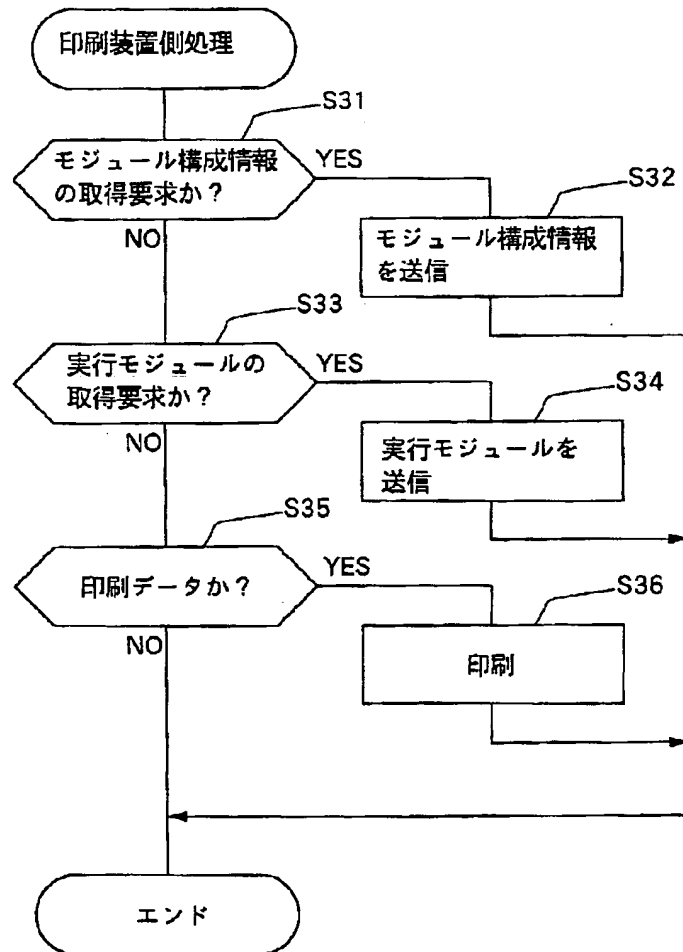 印刷装置側処理
S31
モジュール構成情報
の取得要求か？
YES
S32
モジュール構成情報
を送信
NO
S33
実行モジュールの
取得要求か？
YES
S34
実行モジュールを
送信
NO
S35
印刷データか？
YES
S36
印刷
NO
エンド